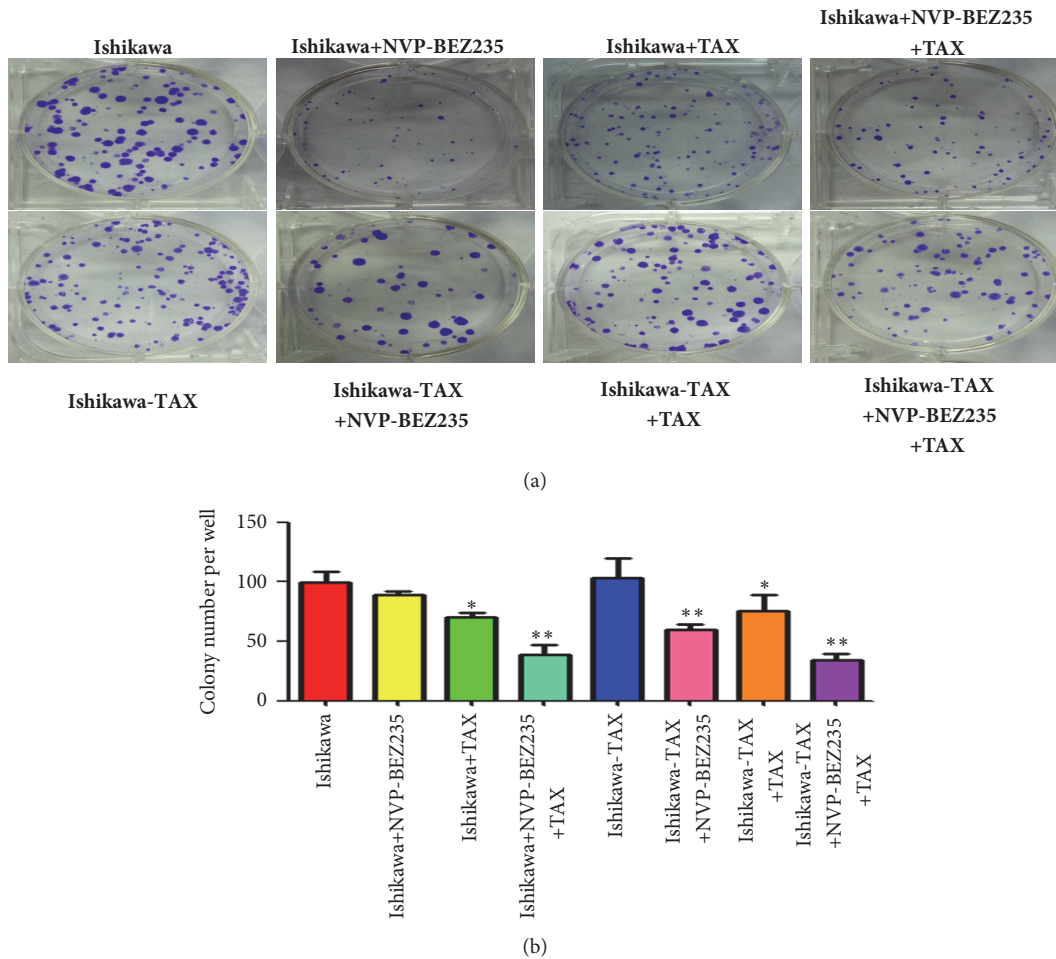 Ishikawa
Ishikawa+NVP-BEZ235
Ishikawa+TAX
Ishikawa+NVP-BEZ235
+TAX
Ishikawa-TAX
Ishikawa-TAX
+NVP-BEZ235
Ishikawa-TAX
+TAX
Ishikawa-TAX
+NVP-BEZ235
+TAX
(a)
Colony number per well
150
100
50
0
*
**
**
*
**
Ishikawa
Ishikawa+NVP-BEZ235
Ishikawa+TAX
Ishikawa+NVP-BEZ235
+TAX
Ishikawa-TAX
Ishikawa-TAX
+NVP-BEZ235
Ishikawa-TAX
+TAX
Ishikawa-TAX
+NVP-BEZ235
+TAX
(b)